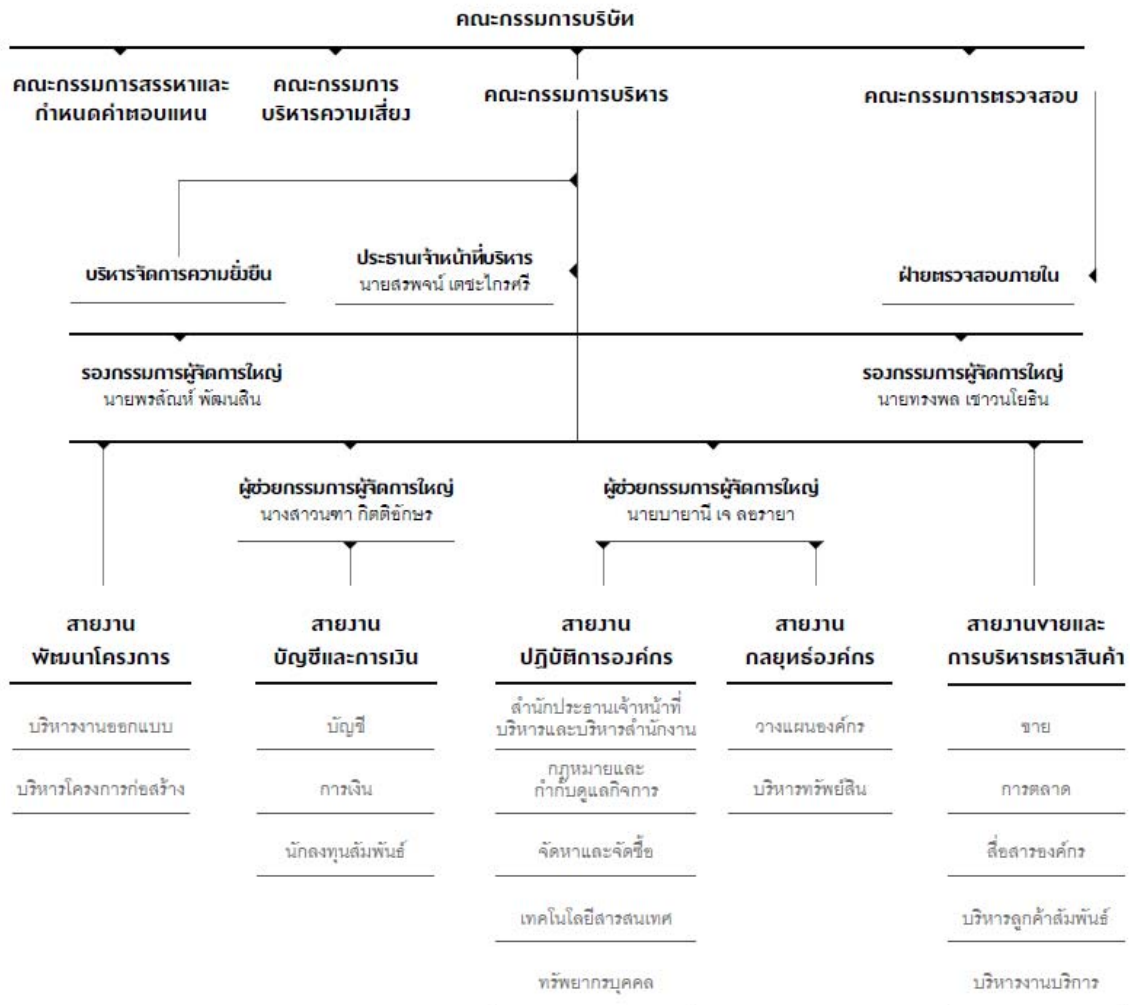 คณะกรรมการบริษัท
คณะกรรมการสรรหาและ
กำหนดค่าตอบแทน
คณะกรรมการ
บริหารความเสี่ยง
คณะกรรมการบริหาร
คณะกรรมการตรวจสอบ
บริหารจัดการความยั่งยืน
ประธานเจ้าหน้าที่บริหาร
นายสรพจน์ เตชะไกรศรี
ฝ่ายตรวจสอบภายใน
รองกรรมการผู้จัดการใหญ่
นายพรสัณห์ พัฒนสิน
รองกรรมการผู้จัดการใหญ่
นายทรงพล เชาวนโยธิน
ผู้ช่วยกรรมการผู้จัดการใหญ่
นางสาวนฑา กิตติอักษร
ผู้ช่วยกรรมการผู้จัดการใหญ่
นายบายานี เจ ลอรายา
สายงาน
พัฒนาโครงการ
บริหารงานออกแบบ
บริหารโครงการก่อสร้าง
สายงาน
บัญชีและการเงิน
บัญชี
การเงิน
นักลงทุนสัมพันธ์
สายงาน
ปฏิบัติการองค์กร
สำนักประธานเจ้าหน้าที่
บริหารและบริหารสำนักงาน
กฎหมายและ
กำกับดูแลกิจการ
จัดหาและจัดซื้อ
เทคโนโลยีสารสนเทศ
ทรัพยากรบุคคล
สายงาน
กลยุทธ์องค์กร
วางแผนองค์กร
บริหารทรัพย์สิน
สายงานขายและ
การบริหารตราสินค้า
ขาย
การตลาด
สื่อสารองค์กร
บริหารลูกค้าสัมพันธ์
บริหารงานบริการ